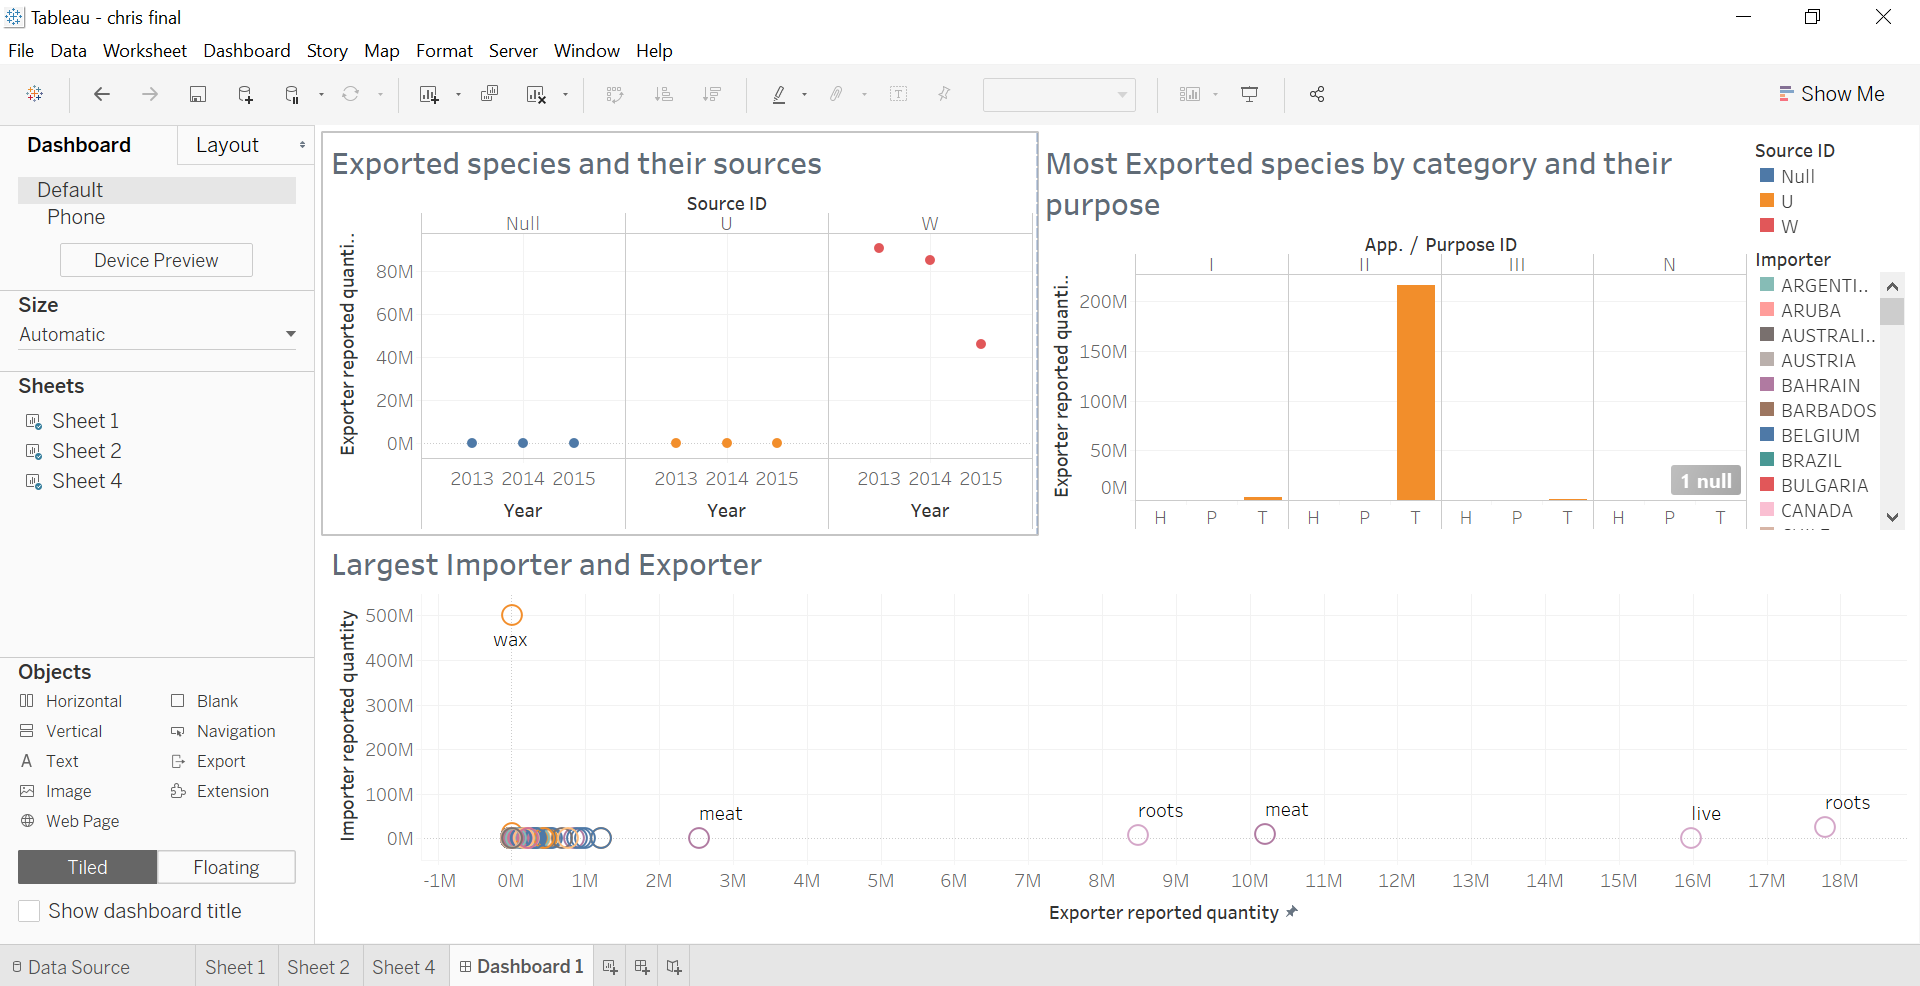 Tableau - chris final
File Data Worksheet Dashboard Story Map Format Server Window Help
Show Me
Dashboard Layout
Default
Phone
Device Preview
Size
Automatic
Sheets
Sheet 1
Sheet 2
Sheet 4
Objects
Horizontal Blank
Vertical Navigation
Text Export
Image Extension
Web Page
Tiled Floating
Show dashboard title
Exported species and their sources
Source ID
Null U W
Exporter reported quanti..
80M
60M
40M
20M
0M
2013 2014 2015 2013 2014 2015 2013 2014 2015
Year Year Year
Most Exported species by category and their
purpose
App. / Purpose ID
I II III N
Exporter reported quanti..
200M
150M
100M
50M
0M
1 null
H P T H P T H P T H P T
Source ID
Null
U
W
Importer
ARGENTI..
ARUBA
AUSTRALI..
AUSTRIA
BAHRAIN
BARBADOS
BELGIUM
BRAZIL
BULGARIA
CANADA
Largest Importer and Exporter
Importer reported quantity
500M
400M
300M
200M
100M
0M
wax
meat
roots
meat
live
roots
-1M 0M 1M 2M 3M 4M 5M 6M 7M 8M 9M 10M 11M 12M 13M 14M 15M 16M 17M 18M
Exporter reported quantity
Data Source Sheet 1 Sheet 2 Sheet 4 Dashboard 1